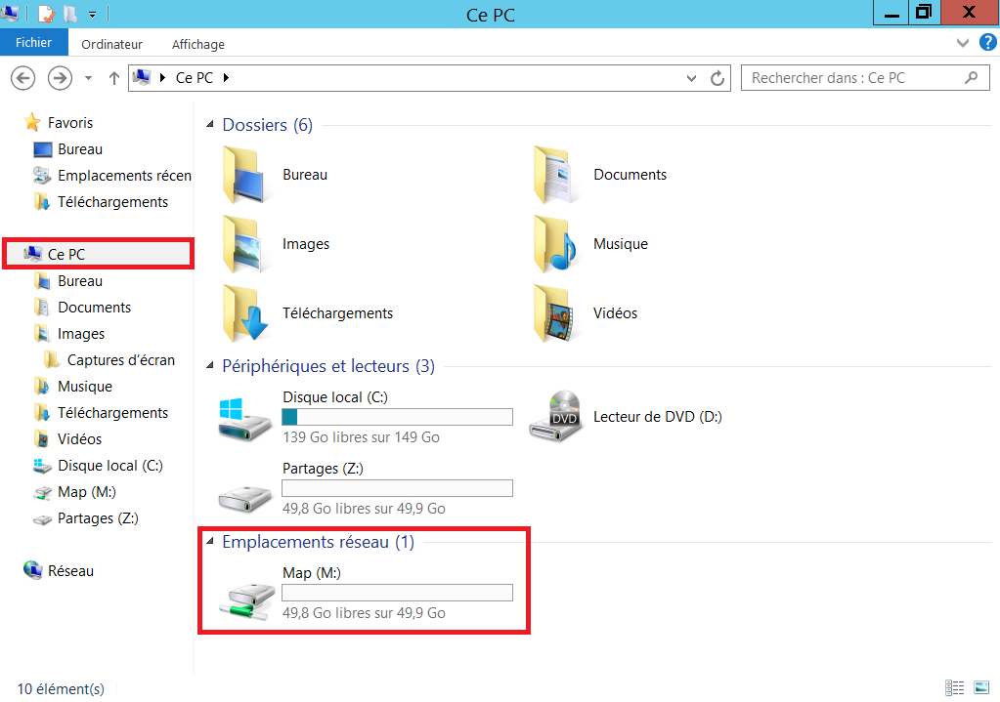 Ce PC
Fichier
Ordinateur
Affichage
Ce PC
Rechercher dans : Ce PC
Favoris
Bureau
Emplacements récen
Téléchargements
Ce PC
Bureau
Documents
Images
Captures d'écran
Musique
Téléchargements
Vidéos
Disque local (C:)
Map (M:)
Partages (Z:)
Réseau
Dossiers (6)
Bureau
Documents
Images
Musique
Téléchargements
Vidéos
Périphériques et lecteurs (3)
Disque local (C:)
139 Go libres sur 149 Go
DVD
Lecteur de DVD (D:)
Partages (Z:)
49,8 Go libres sur 49,9 Go
Emplacements réseau (1)
Map (M:)
49,8 Go libres sur 49,9 Go
10 élément(s)